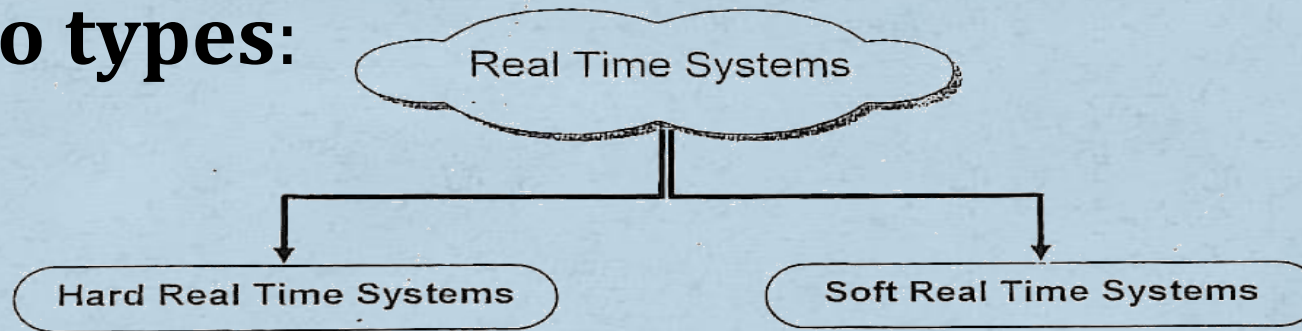 o types:
Real Time Systems
Hard Real Time Systems
Soft Real Time Systems